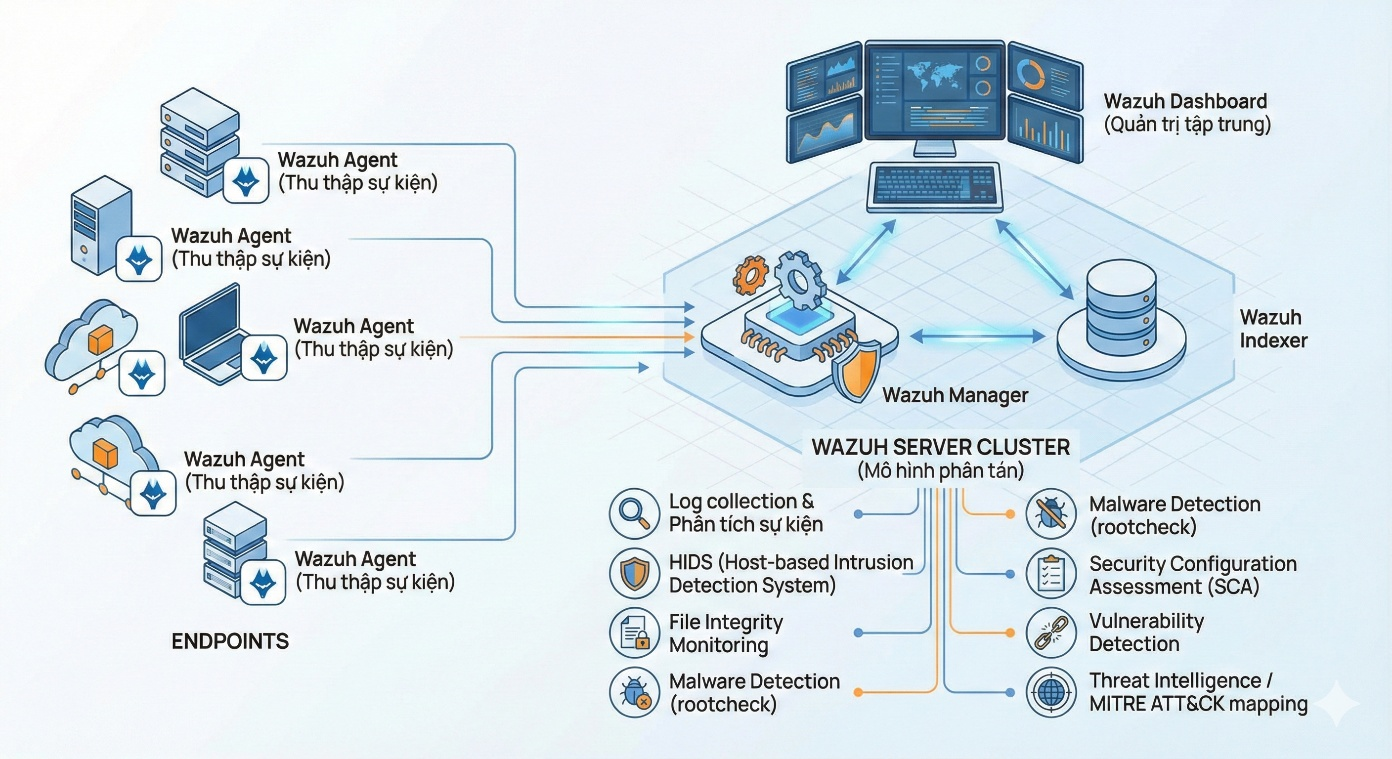 Wazuh Dashboard
(Quản trị tập trung)
Wazuh Agent
(Thu thập sự kiện)
Wazuh Agent
(Thu thập sự kiện)
Wazuh Agent
(Thu thập sự kiện)
Wazuh Agent
(Thu thập sự kiện)
Wazuh Agent
(Thu thập sự kiện)
ENDPOINTS
Wazuh
Indexer
Wazuh Manager
WAZUH SERVER CLUSTER
(Mô hình phân tán)
Log collection &
Phân tích sự kiện
HIDS (Host-based Intrusion
Detection System)
File Integrity
Monitoring
Malware Detection
(rootcheck)
Malware Detection
(rootcheck)
Security Configuration
Assessment (SCA)
Vulnerability
Detection
Threat Intelligence /
MITRE ATT&CK mapping